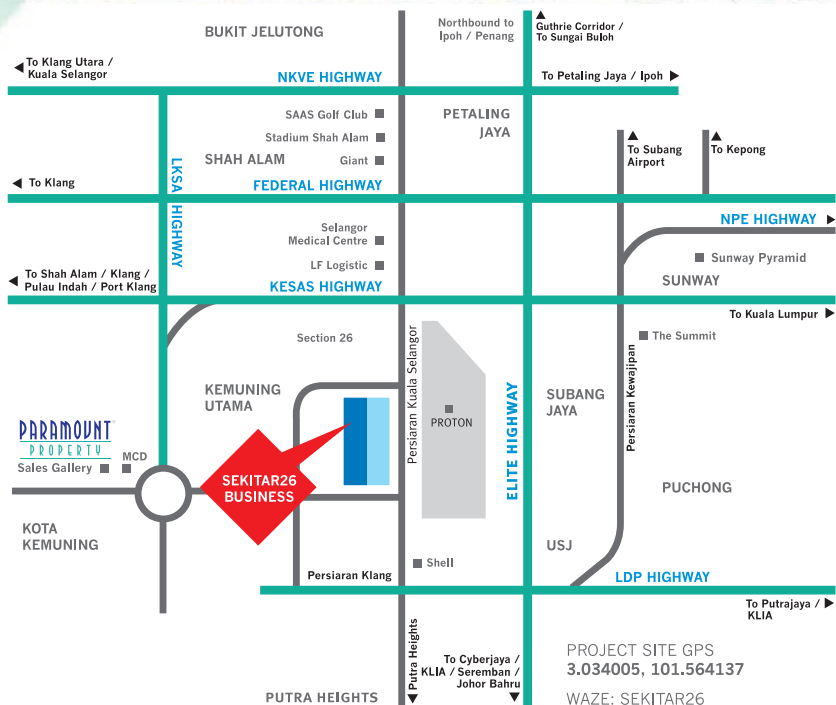 BUKIT JELUTONG
Northbound to
Ipoh / Penang
Guthrie Corridor /
To Sungai Buloh
To Klang Utara /
Kuala Selangor
NKVE HIGHWAY
To Petaling Jaya / Ipoh
SAAS Golf Club
Stadium Shah Alam
SHAH ALAM
Giant
PETALING
JAYA
To Subang
Airport
To Kepong
LKSA HIGHWAY
To Klang
FEDERAL HIGHWAY
NPE HIGHWAY
Selangor
Medical Centre
LF Logistic
Sunway Pyramid
SUNWAY
To Shah Alam / Klang /
Pulau Indah / Port Klang
KESAS HIGHWAY
To Kuala Lumpur
Section 26
Persiaran Kuala Selangor
The Summit
Persiaran Kewajipan
KEMUNING
UTAMA
PROTON
ELITE HIGHWAY
SUBANG
JAYA
PARAMOUNT
PROPERTY
Sales Gallery
MCD
SEKITAR26
BUSINESS
PUCHONG
KOTA
KEMUNING
USJ
Shell
Persiaran Klang
LDP HIGHWAY
To Putrajaya /
KLIA
Putra Heights
To Cyberjaya /
KLIA / Seremban /
Johor Bahru
PUTRA HEIGHTS
PROJECT SITE GPS
3.034005, 101.564137
WAZE: SEKITAR26